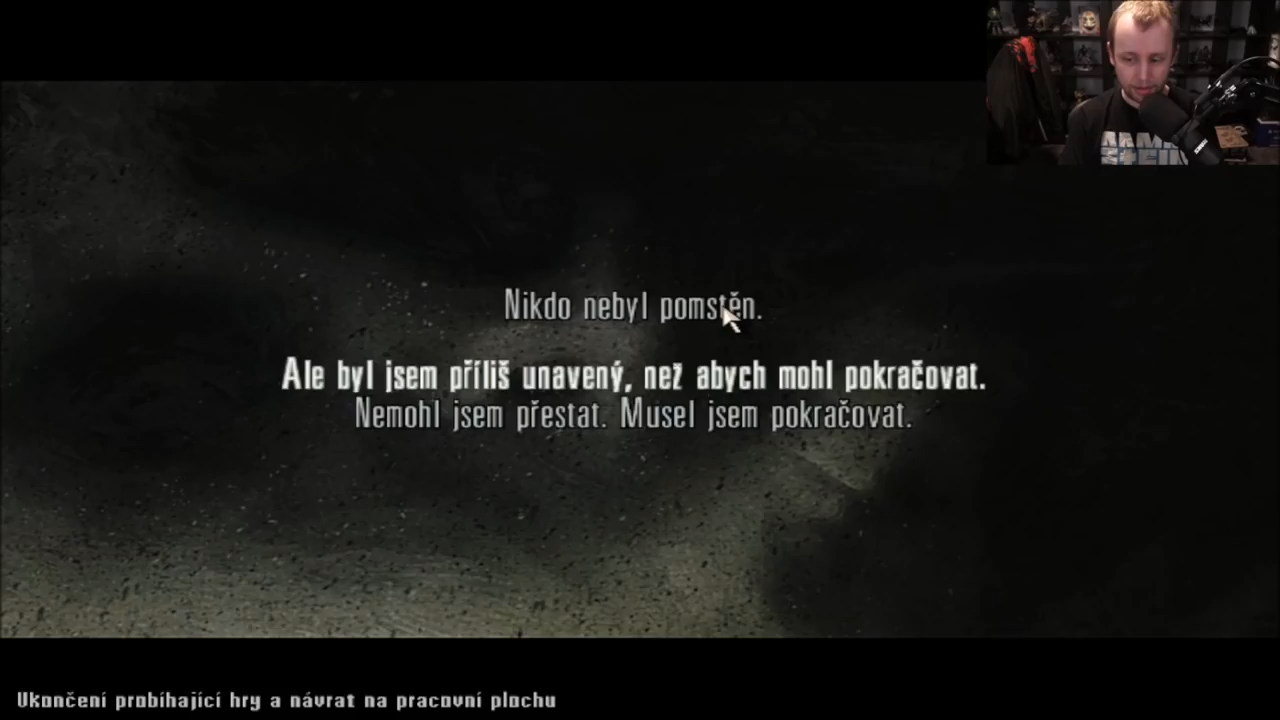 Nikdo nebyl pomstěn.
Ale byl jsem příliš unavený, než abych mohl pokračovat.
Nemohl jsem přestat. Musel jsem pokračovat.
Ukončení probíhající hry a návrat na pracovní plochu